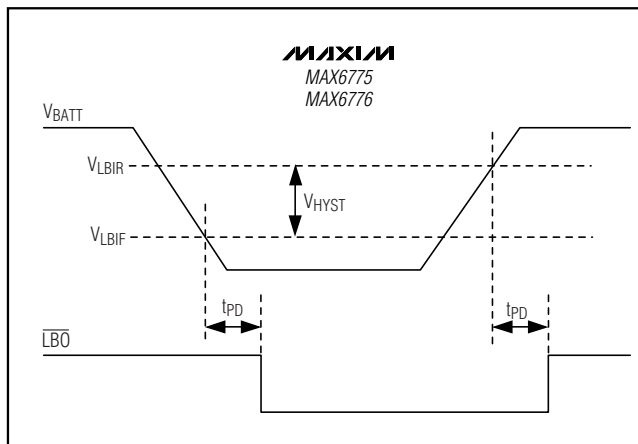 MAXIM
MAX6775
MAX6776
VBATT
VLBIR
VHYST
VLBIF
tPD
tPD
LBO